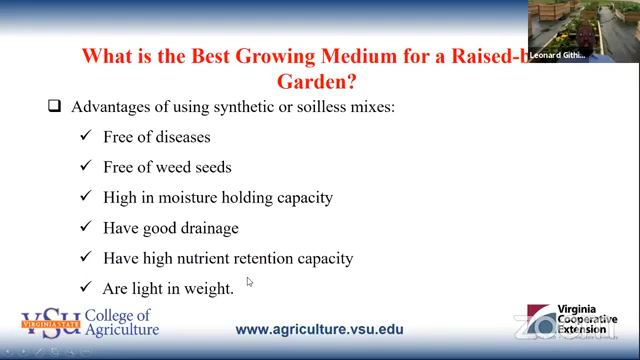 What is the Best Growing Medium for a Raised-b
Garden?
Leonard Githi...
Advantages of using synthetic or soilless mixes:
Free of diseases
Free of weed seeds
High in moisture holding capacity
Have good drainage
Have high nutrient retention capacity
Are light in weight.
VSU
VIRGINIA STATE
College of
Agriculture
www.agriculture.vsu.edu
Virginia
Cooperative
Extension